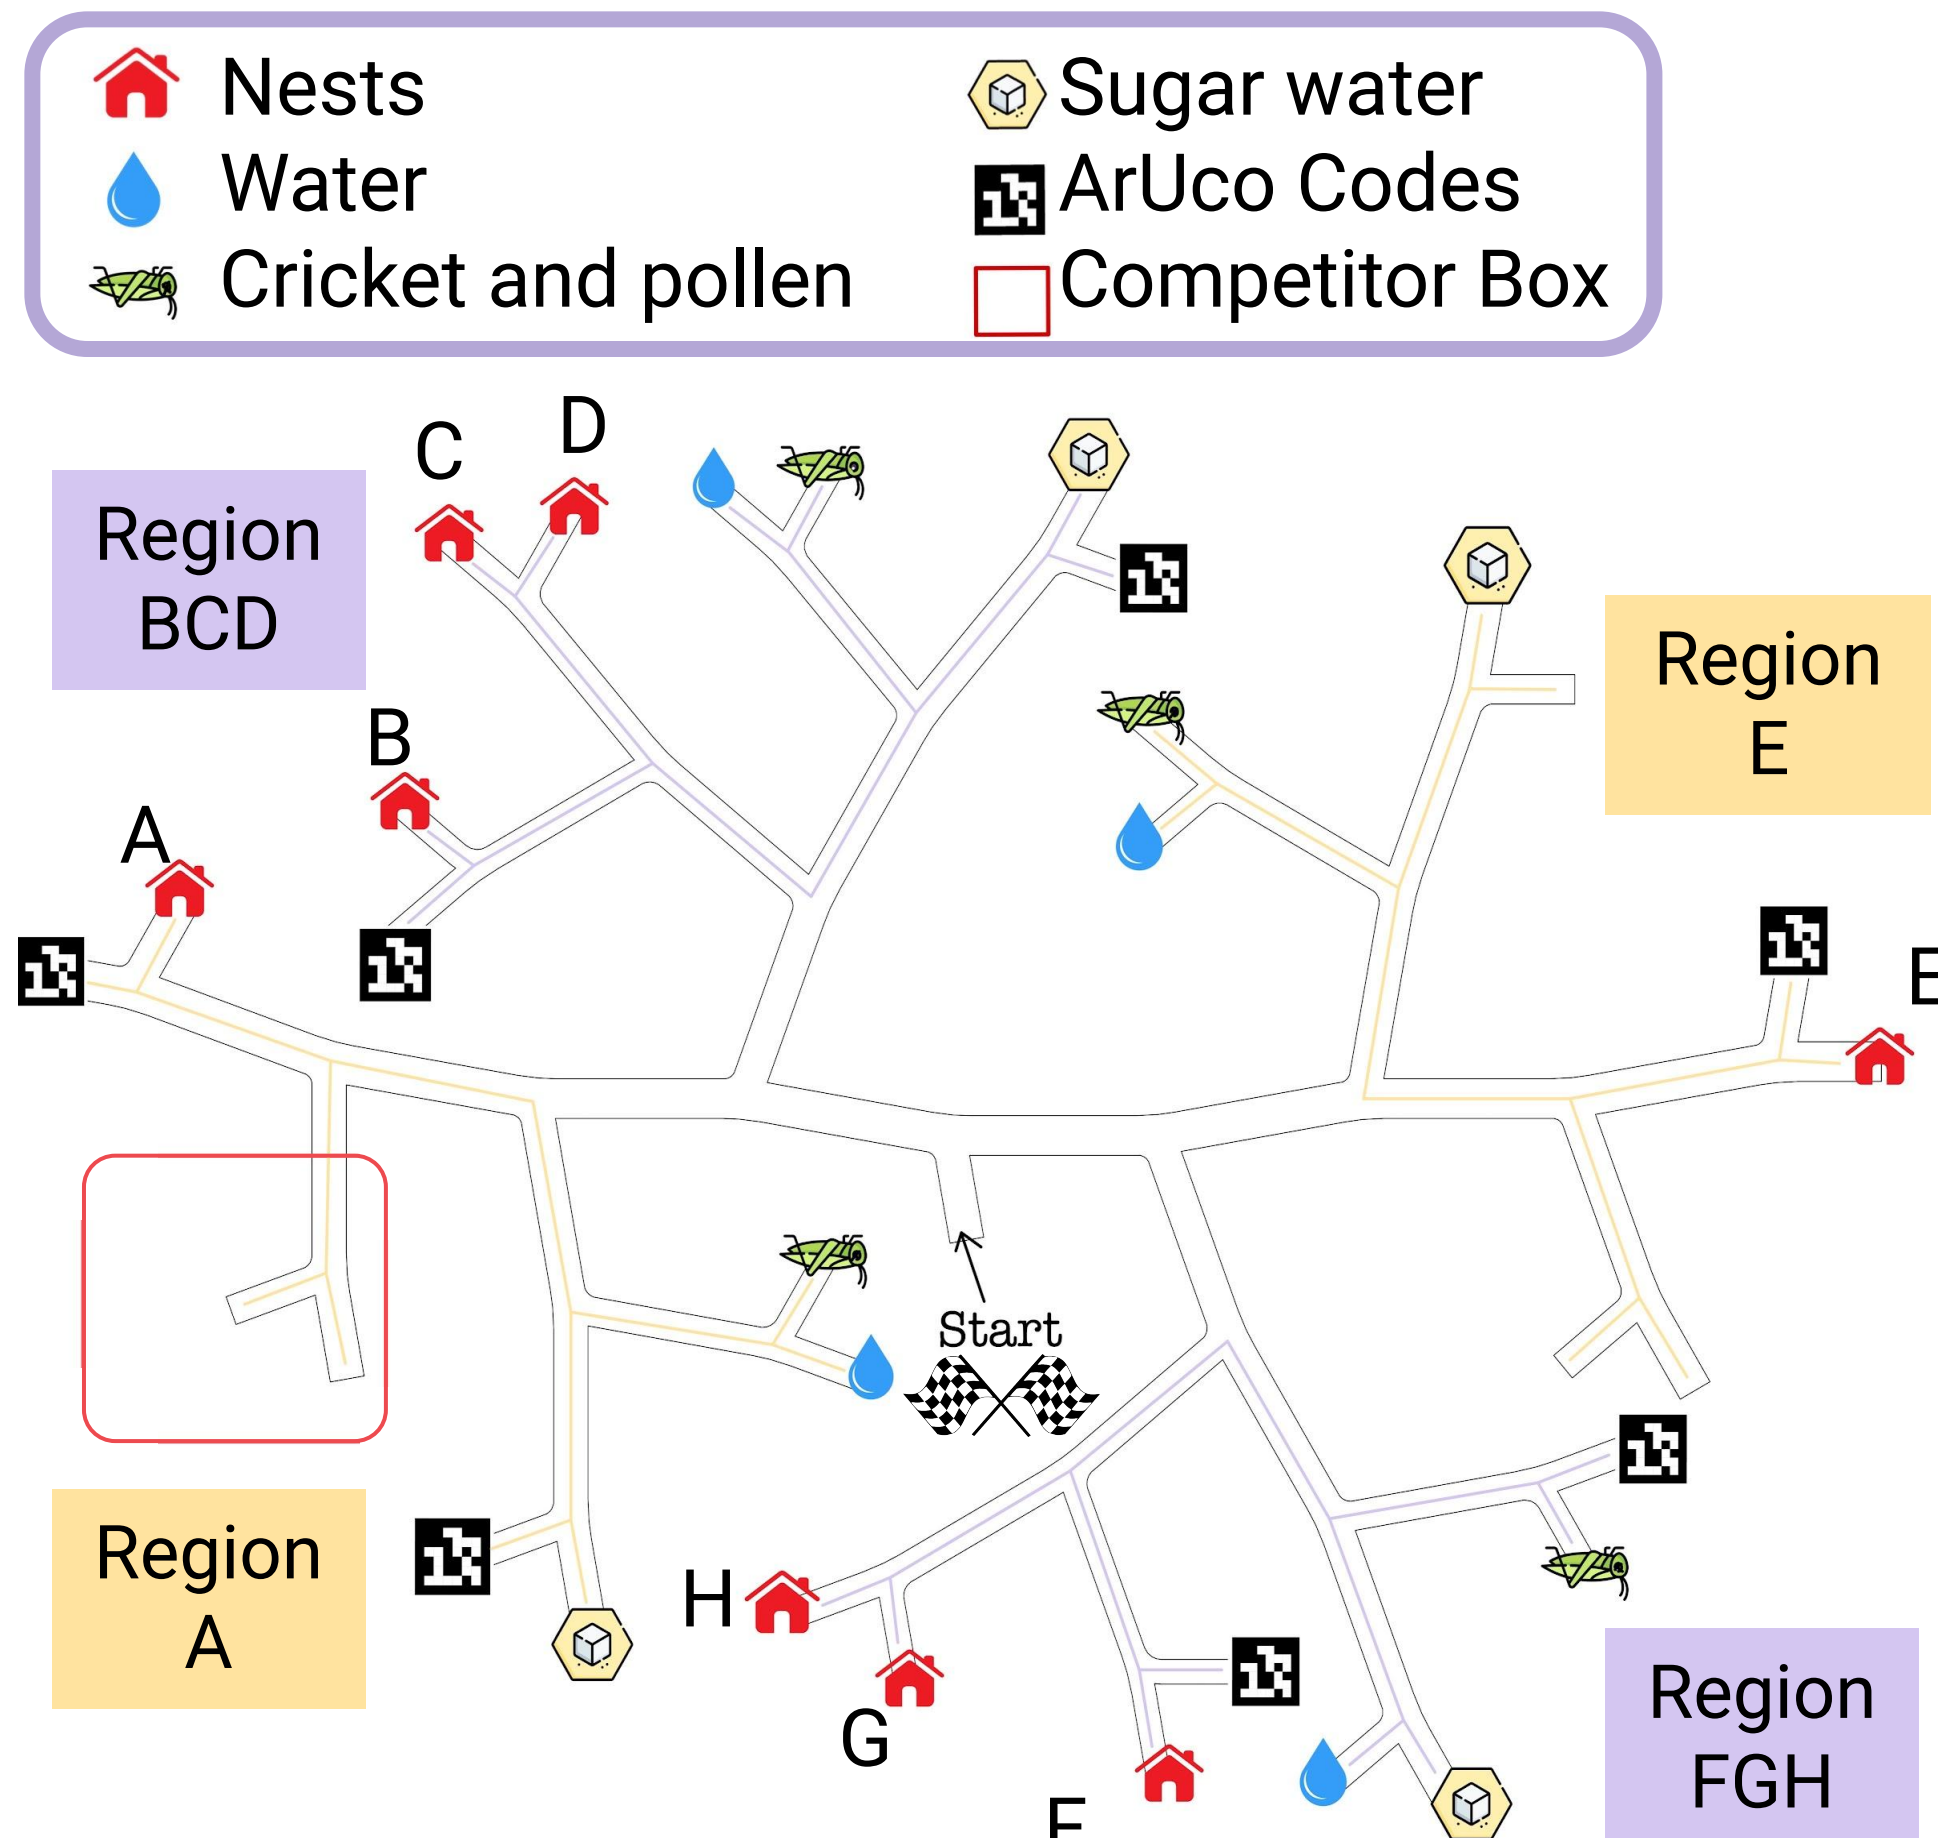 Nests
Sugar water
Water
ArUco Codes
Cricket and pollen
Competitor Box
C
D
Region
BCD
Region
E
B
A
Start
Region
A
H
G
Region
FGH